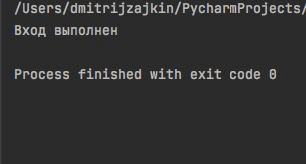 /Users/dmitrijzajkin/PycharmProjects/
Вход выполнен
Process finished with exit code 0